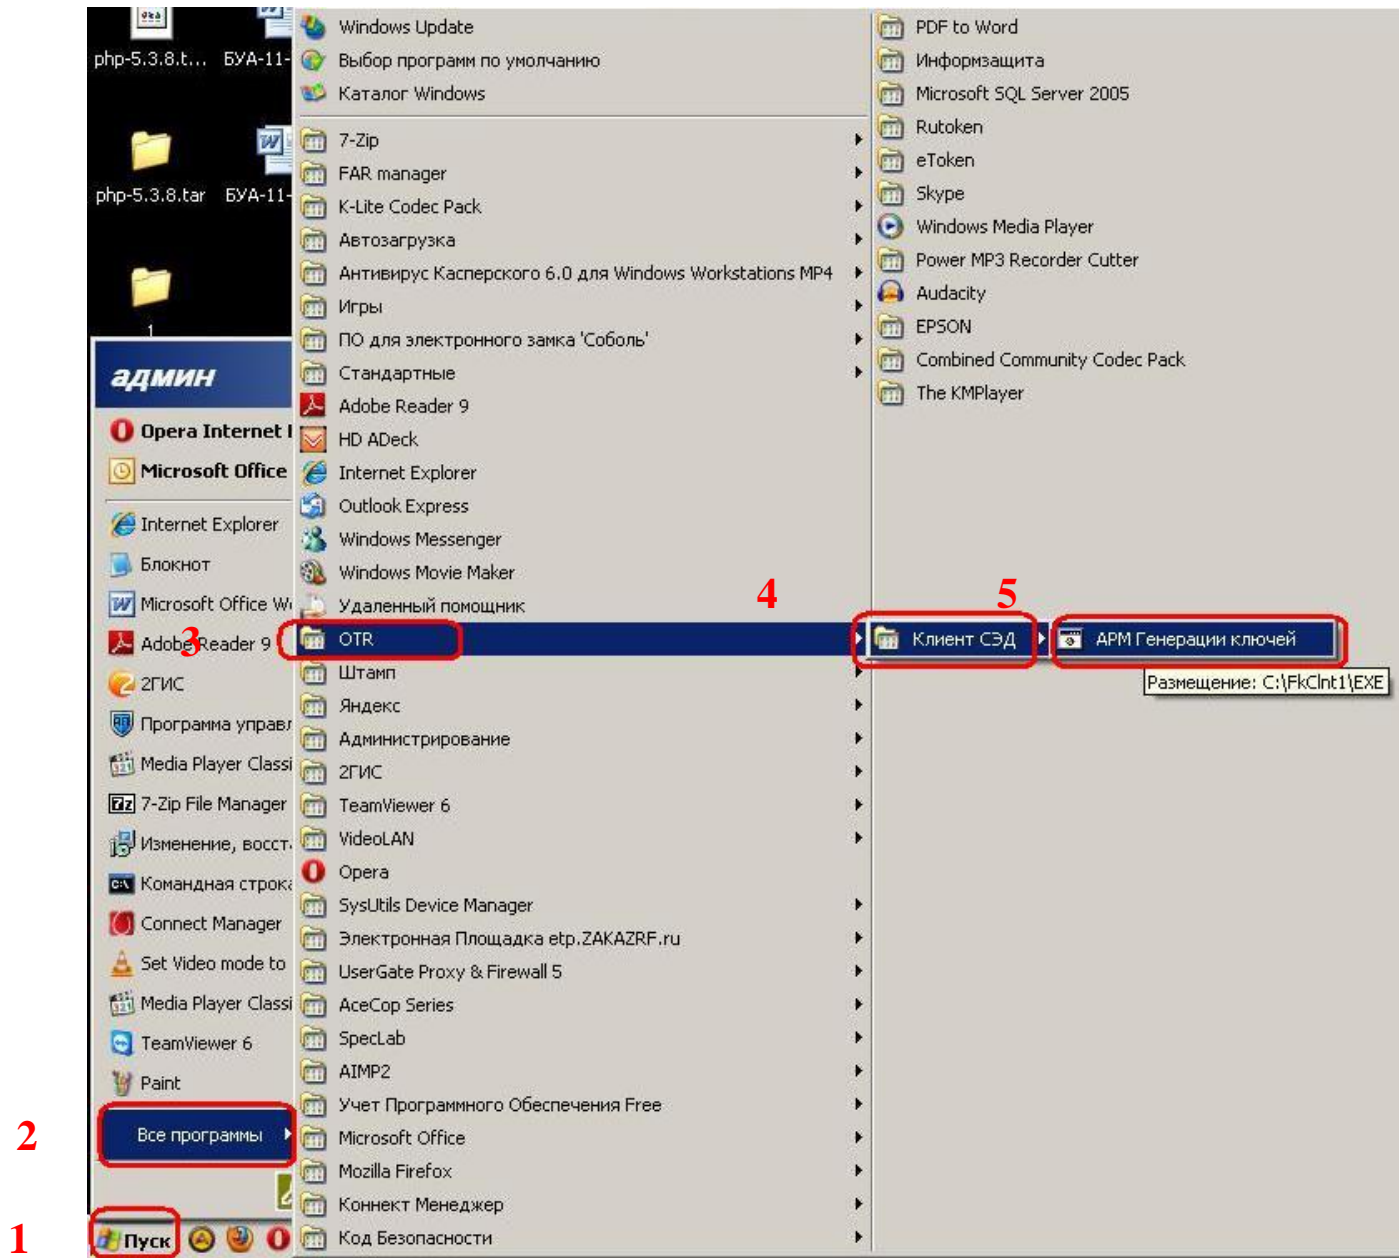 php-5.3.8.t...
БУА-11-
php-5.3.8.tar
БУА-11-
1
админ
Opera Internet
Microsoft Office
Internet Explorer
Блокнот
Microsoft Office W
Adobe Reader 9
2ГИС
Программа управл
Media Player Classi
7-Zip File Manager
Изменение, восст
Командная строка
Connect Manager
Set Video mode to
Media Player Classi
TeamViewer 6
Paint
2
Все программы
1
Пуск
Windows Update
Выбор программ по умолчанию
Каталог Windows
7-Zip
FAR manager
K-Lite Codec Pack
Автозагрузка
Антивирус Касперского 6.0 для Windows Workstations MP4
Игры
ПО для электронного замка 'Соболь'
Стандартные
Adobe Reader 9
HD ADeck
Internet Explorer
Outlook Express
Windows Messenger
Windows Movie Maker
Удаленный помощник
3
OTR
Штамп
Яндекс
Администрирование
2ГИС
TeamViewer 6
VideoLAN
Opera
SysUtils Device Manager
Электронная Площадка etp.ZAKAZRF.ru
UserGate Proxy & Firewall 5
AceCop Series
SpecLab
AIMP2
Учет Программного Обеспечения Free
Microsoft Office
Mozilla Firefox
Коннект Менеджер
Код Безопасности
PDF to Word
Информзащита
Microsoft SQL Server 2005
Rutoken
eToken
Skype
Windows Media Player
Power MP3 Recorder Cutter
Audacity
EPSON
Combined Community Codec Pack
The KMPlayer
4
5
Клиент СЭД
АРМ Генерации ключей
Размещение: C:\FkClnt1\EXE